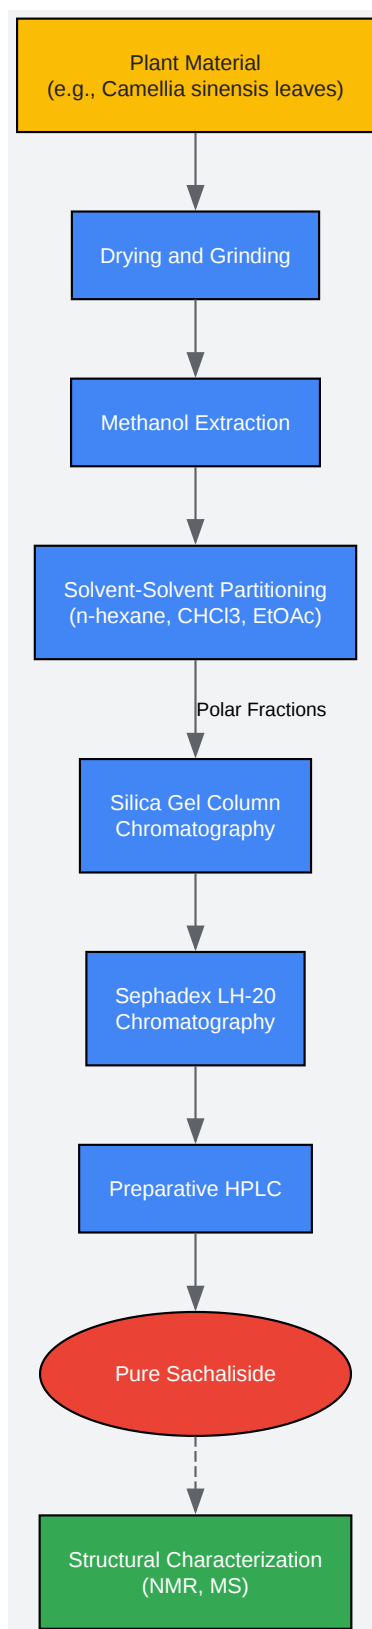 Plant Material
(e.g., Camellia sinensis leaves)
Drying and Grinding
Methanol Extraction
Solvent-Solvent Partitioning
(n-hexane, CHCl3, EtOAc)
Polar Fractions
Silica Gel Column
Chromatography
Sephadex LH-20
Chromatography
Preparative HPLC
Pure Sachaliside
Structural Characterization
(NMR, MS)